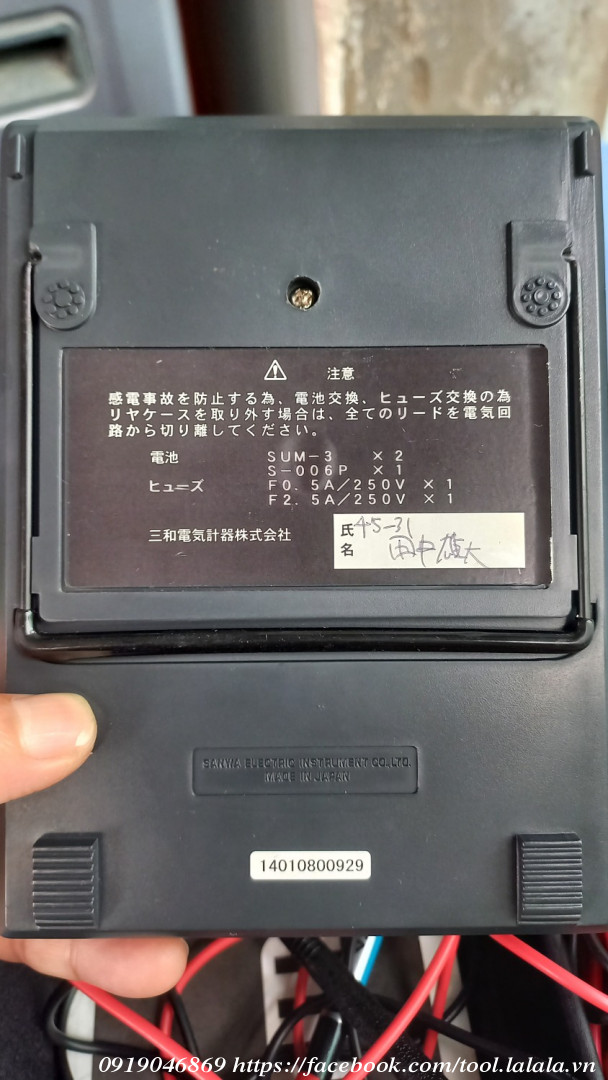 注意
感電事故を防止する為、電池交換、ヒューズ交換の為
リヤケースを取り外す場合は、全てのリードを電気回
路から切り離してください。
電池 SUM-3 ×2
S-006P ×1
ヒューズ F0.5A/250V ×1
F2.5A/250V ×1
三和電気計器株式会社
氏名 4-5-31
田中雄大
SANWA ELECTRIC INSTRUMENT CO.,LTD.
MADE IN JAPAN
14010800929
0919046869 https://facebook.com/tool.lalala.vn